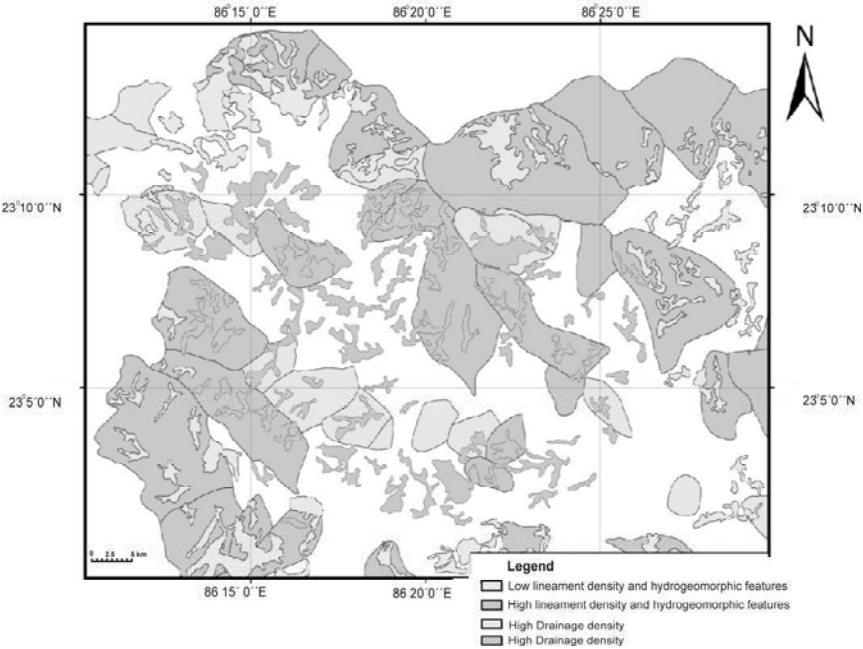 86°15'0''E 86°20'0''E 86°25'0''E
N
23°10'0''N 23°10'0''N
23°5'0''N 23°5'0''N
0 2.5 5 km
86°15'0''E 86°20'0''E
Legend
Low lineament density and hydrogeomorphic features
High lineament density and hydrogeomorphic features
High Drainage density
High Drainage density